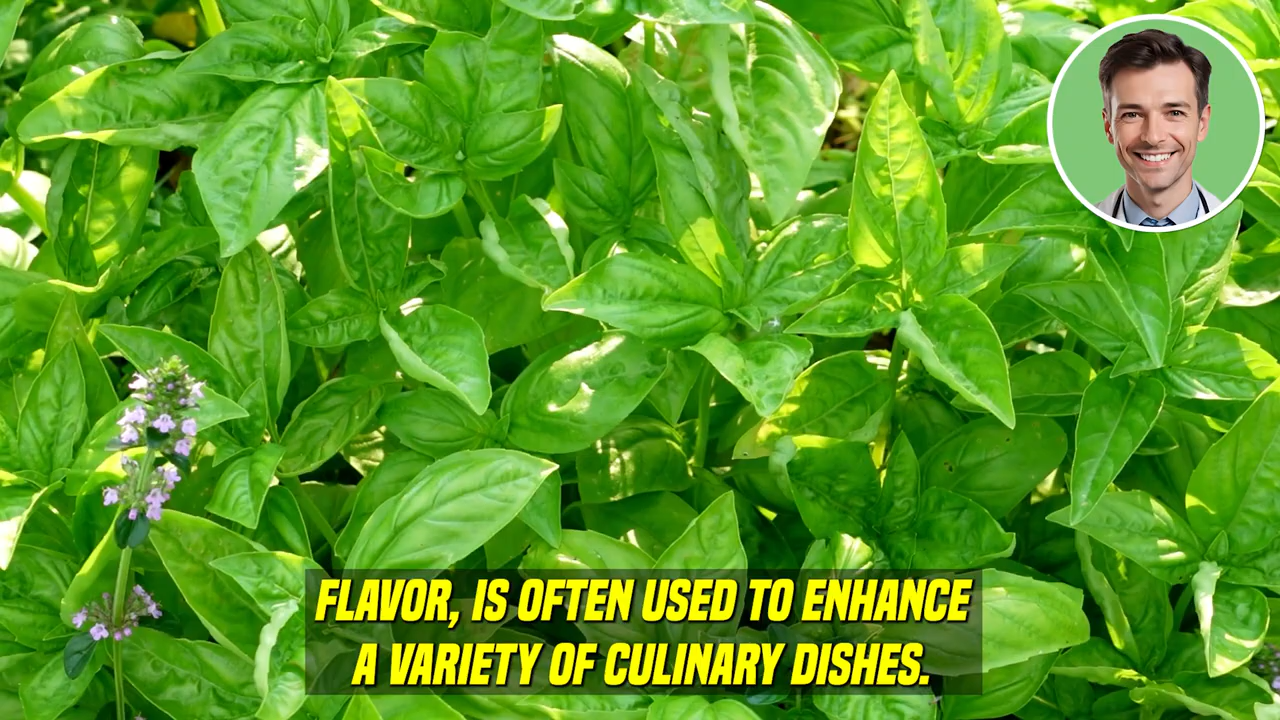 FLAVOR, IS OFTEN USED TO ENHANCE
A VARIETY OF CULINARY DISHES.